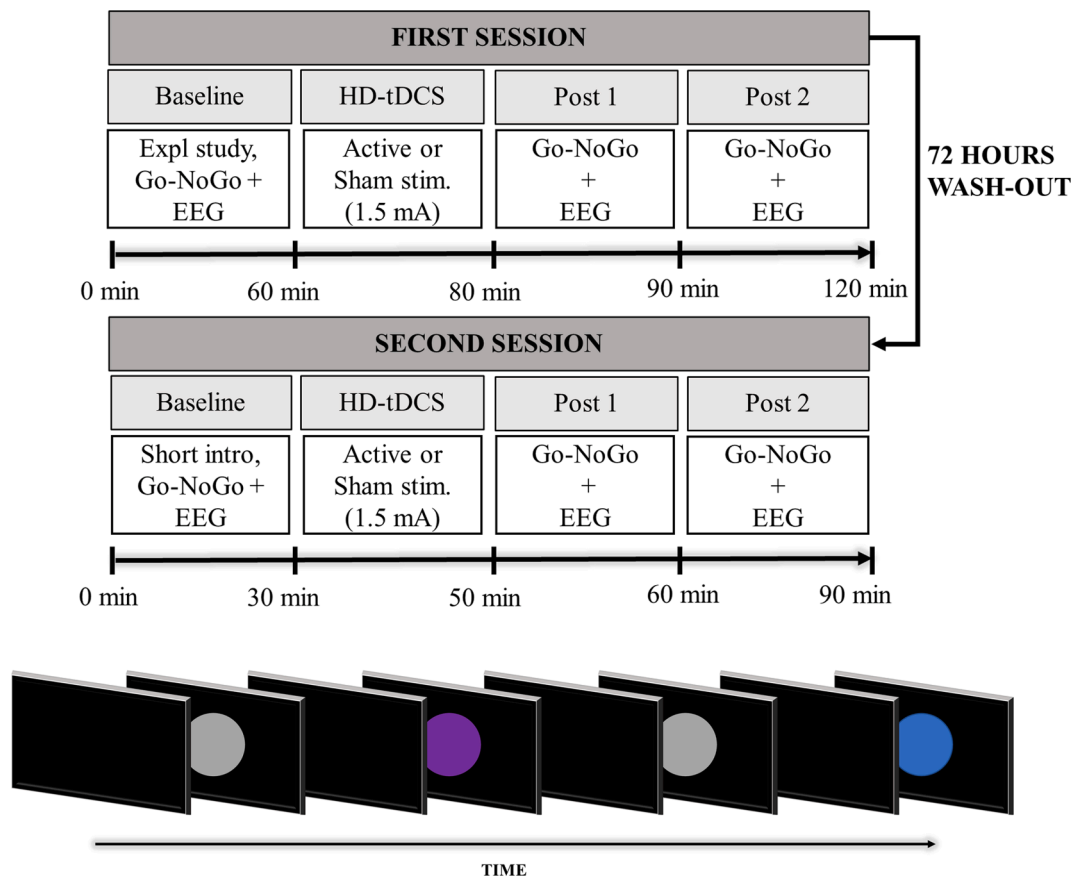 FIRST SESSION
Baseline
HD-tDCS
Post 1
Post 2
Expl study,
Go-NoGo +
EEG
Active or
Sham stim.
(1.5 mA)
Go-NoGo
+
EEG
Go-NoGo
+
EEG
0 min
60 min
80 min
90 min
120 min
72 HOURS
WASH-OUT
SECOND SESSION
Baseline
HD-tDCS
Post 1
Post 2
Short intro,
Go-NoGo +
EEG
Active or
Sham stim.
(1.5 mA)
Go-NoGo
+
EEG
Go-NoGo
+
EEG
0 min
30 min
50 min
60 min
90 min
TIME